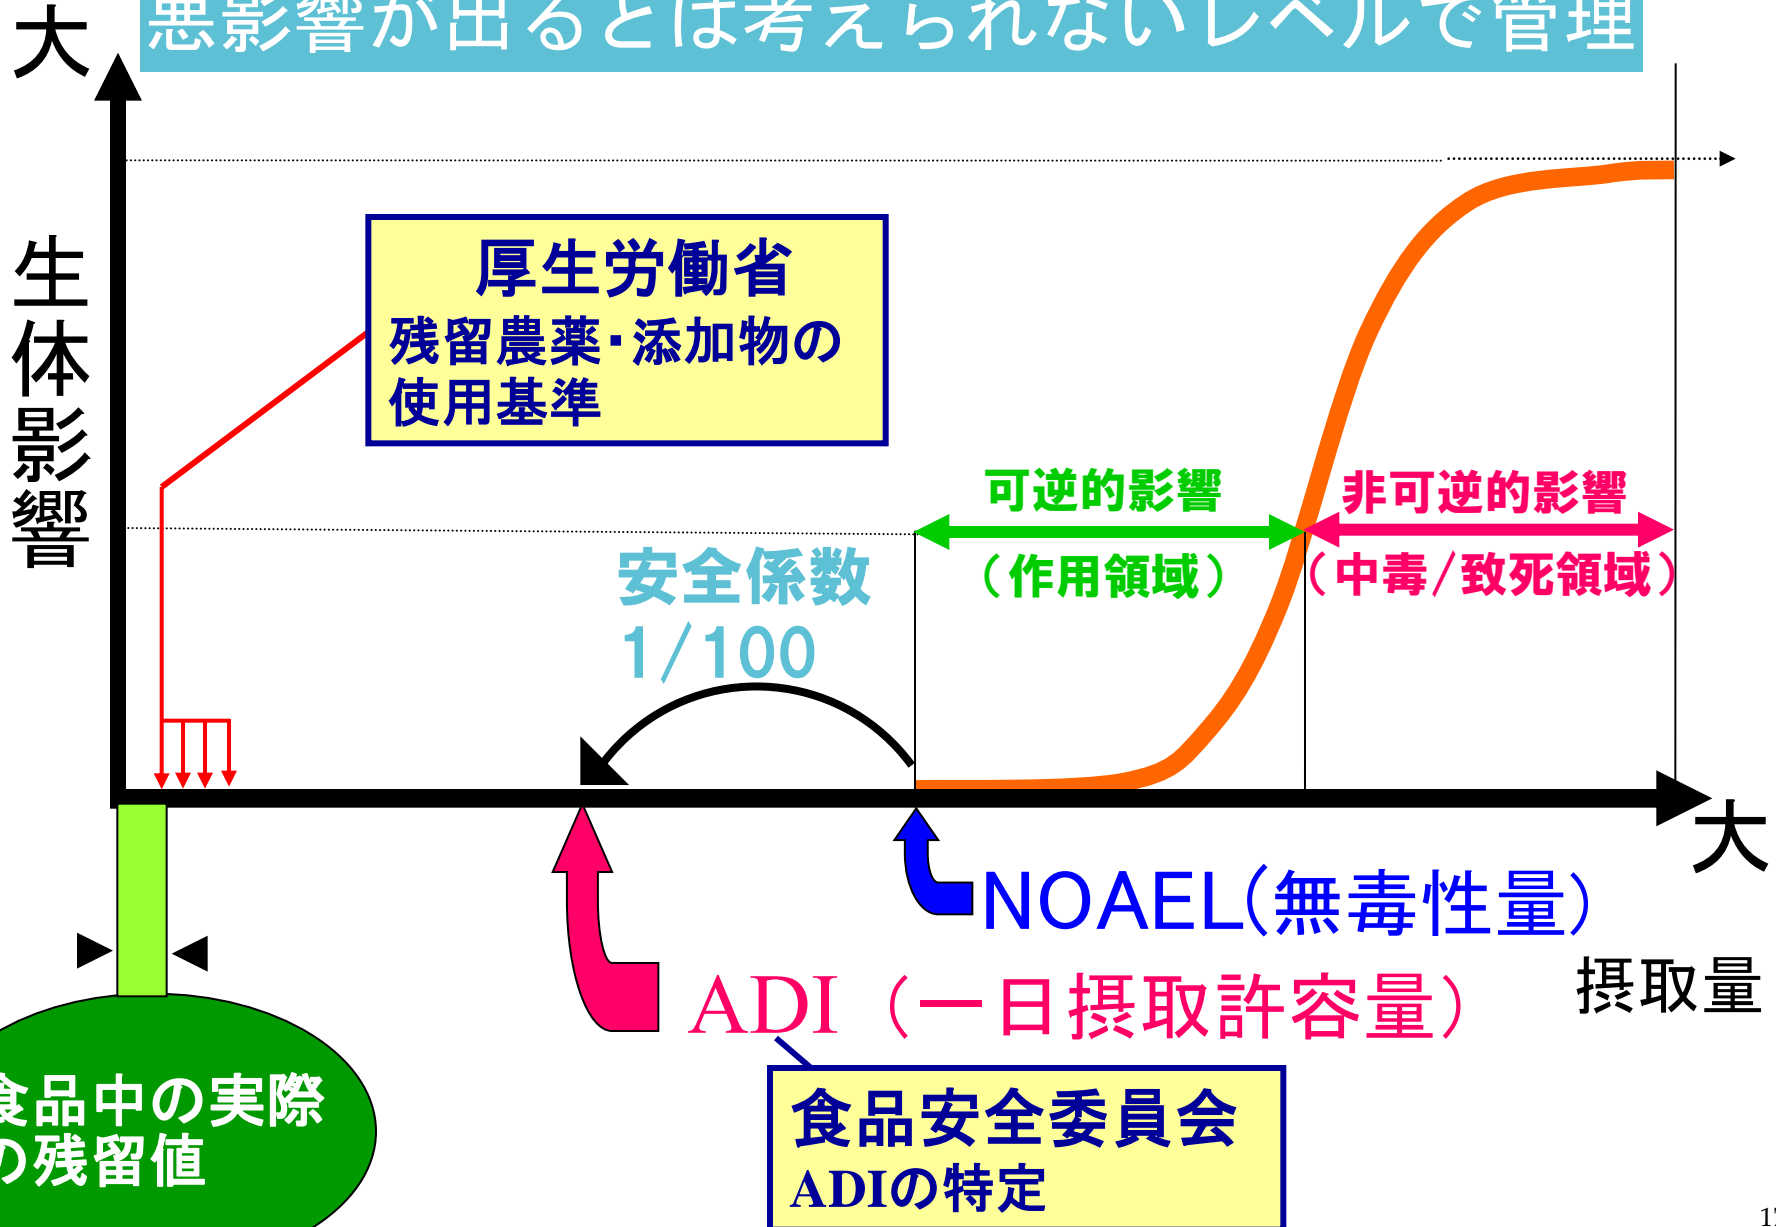 悪影響が出るとは考えられないレベルで管理
大
生体影響
厚生労働省
残留農薬・添加物の
使用基準
可逆的影響
(作用領域)
非可逆的影響
(中毒/致死領域)
安全係数
1/100
大
NOAEL(無毒性量)
摂取量
ADI(一日摂取許容量)
食品中の実際
の残留値
食品安全委員会
ADIの特定